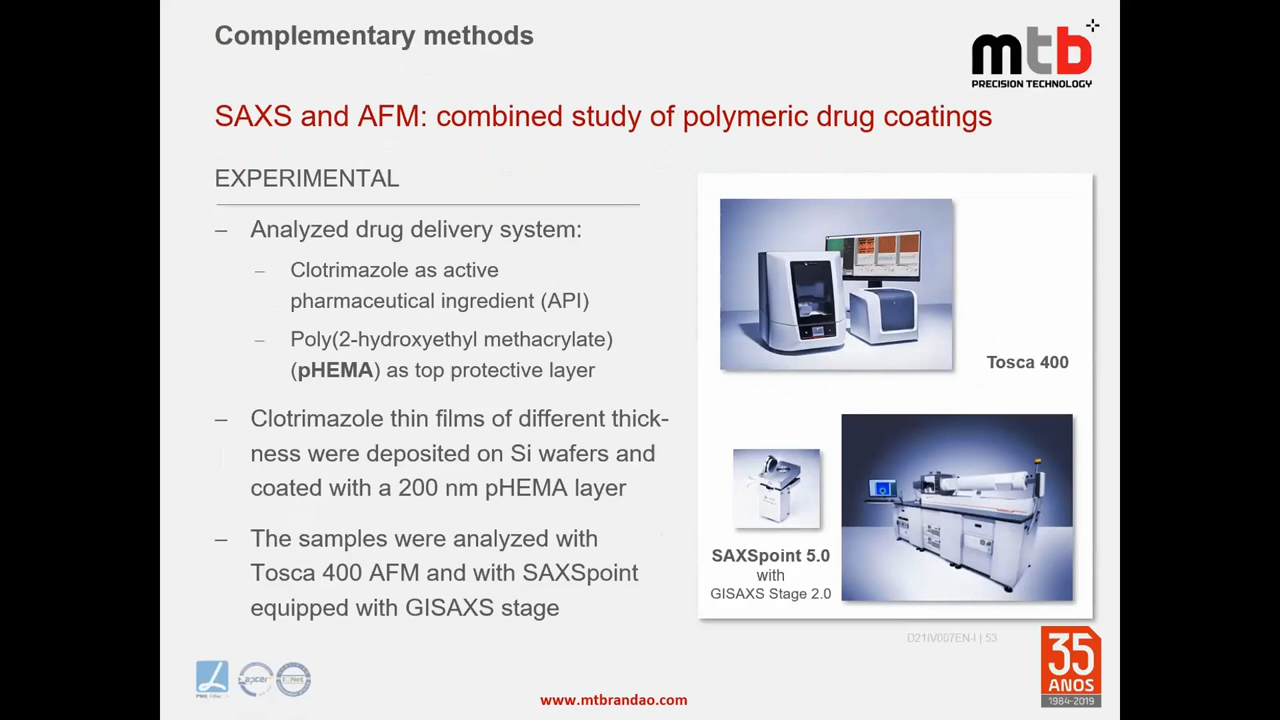 Complementary methods
mtb
PRECISION TECHNOLOGY
SAXS and AFM: combined study of polymeric drug coatings
EXPERIMENTAL
– Analyzed drug delivery system:
– Clotrimazole as active
pharmaceutical ingredient (API)
– Poly(2-hydroxyethyl methacrylate)
(pHEMA) as top protective layer
– Clotrimazole thin films of different thick-
ness were deposited on Si wafers and
coated with a 200 nm pHEMA layer
– The samples were analyzed with
Tosca 400 AFM and with SAXSpoint
equipped with GISAXS stage
Tosca 400
SAXSpoint 5.0
with
GISAXS Stage 2.0
D21IV007EN-I | 53
35
ANOS
1984-2019
apcer
www.mtbrandao.com